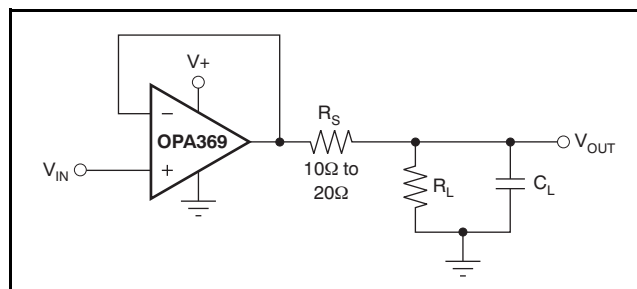 V+
−
OPA369
+
V_IN
R_S
10Ω to
20Ω
R_L
C_L
V_OUT